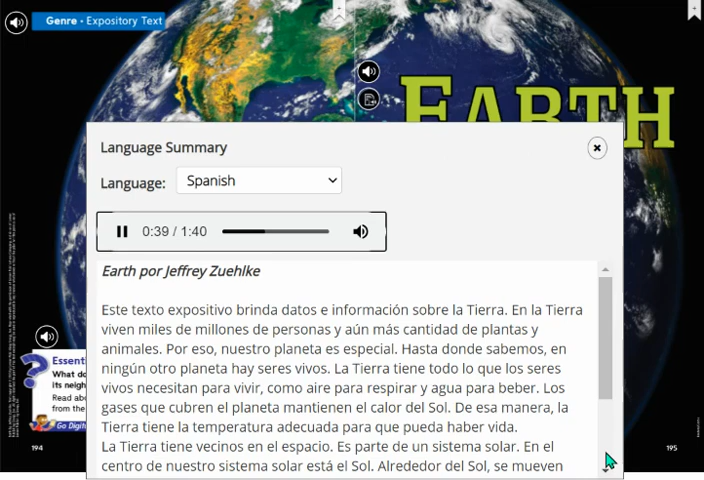 Genre • Expository Text
EARTH
Language Summary
Language: Spanish
0:39 / 1:40
Earth por Jeffrey Zuehlke
Este texto expositivo brinda datos e información sobre la Tierra. En la Tierra
viven miles de millones de personas y aún más cantidad de plantas y
animales. Por eso, nuestro planeta es especial. Hasta donde sabemos, en
ningún otro planeta hay seres vivos. La Tierra tiene todo lo que los seres
vivos necesitan para vivir, como aire para respirar y agua para beber. Los
gases que cubren el planeta mantienen el calor del Sol. De esa manera, la
Tierra tiene la temperatura adecuada para que pueda haber vida.
La Tierra tiene vecinos en el espacio. Es parte de un sistema solar. En el
centro de nuestro sistema solar está el Sol. Alrededor del Sol, se mueven
Essent
What do
its neigh
Read abo
from the
Go Digit
194
195